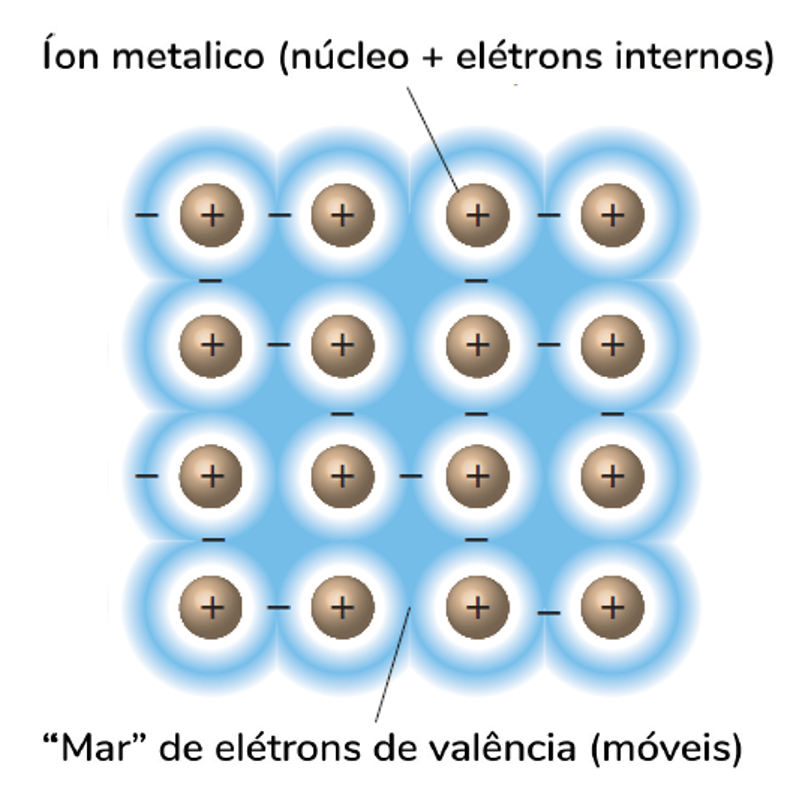 Íon metalico (núcleo + elétrons internos)
− + − + + − +
− −
+ − + + − +
− − −
− + + − + +
− −
+ − + + − +
“Mar” de elétrons de valência (móveis)